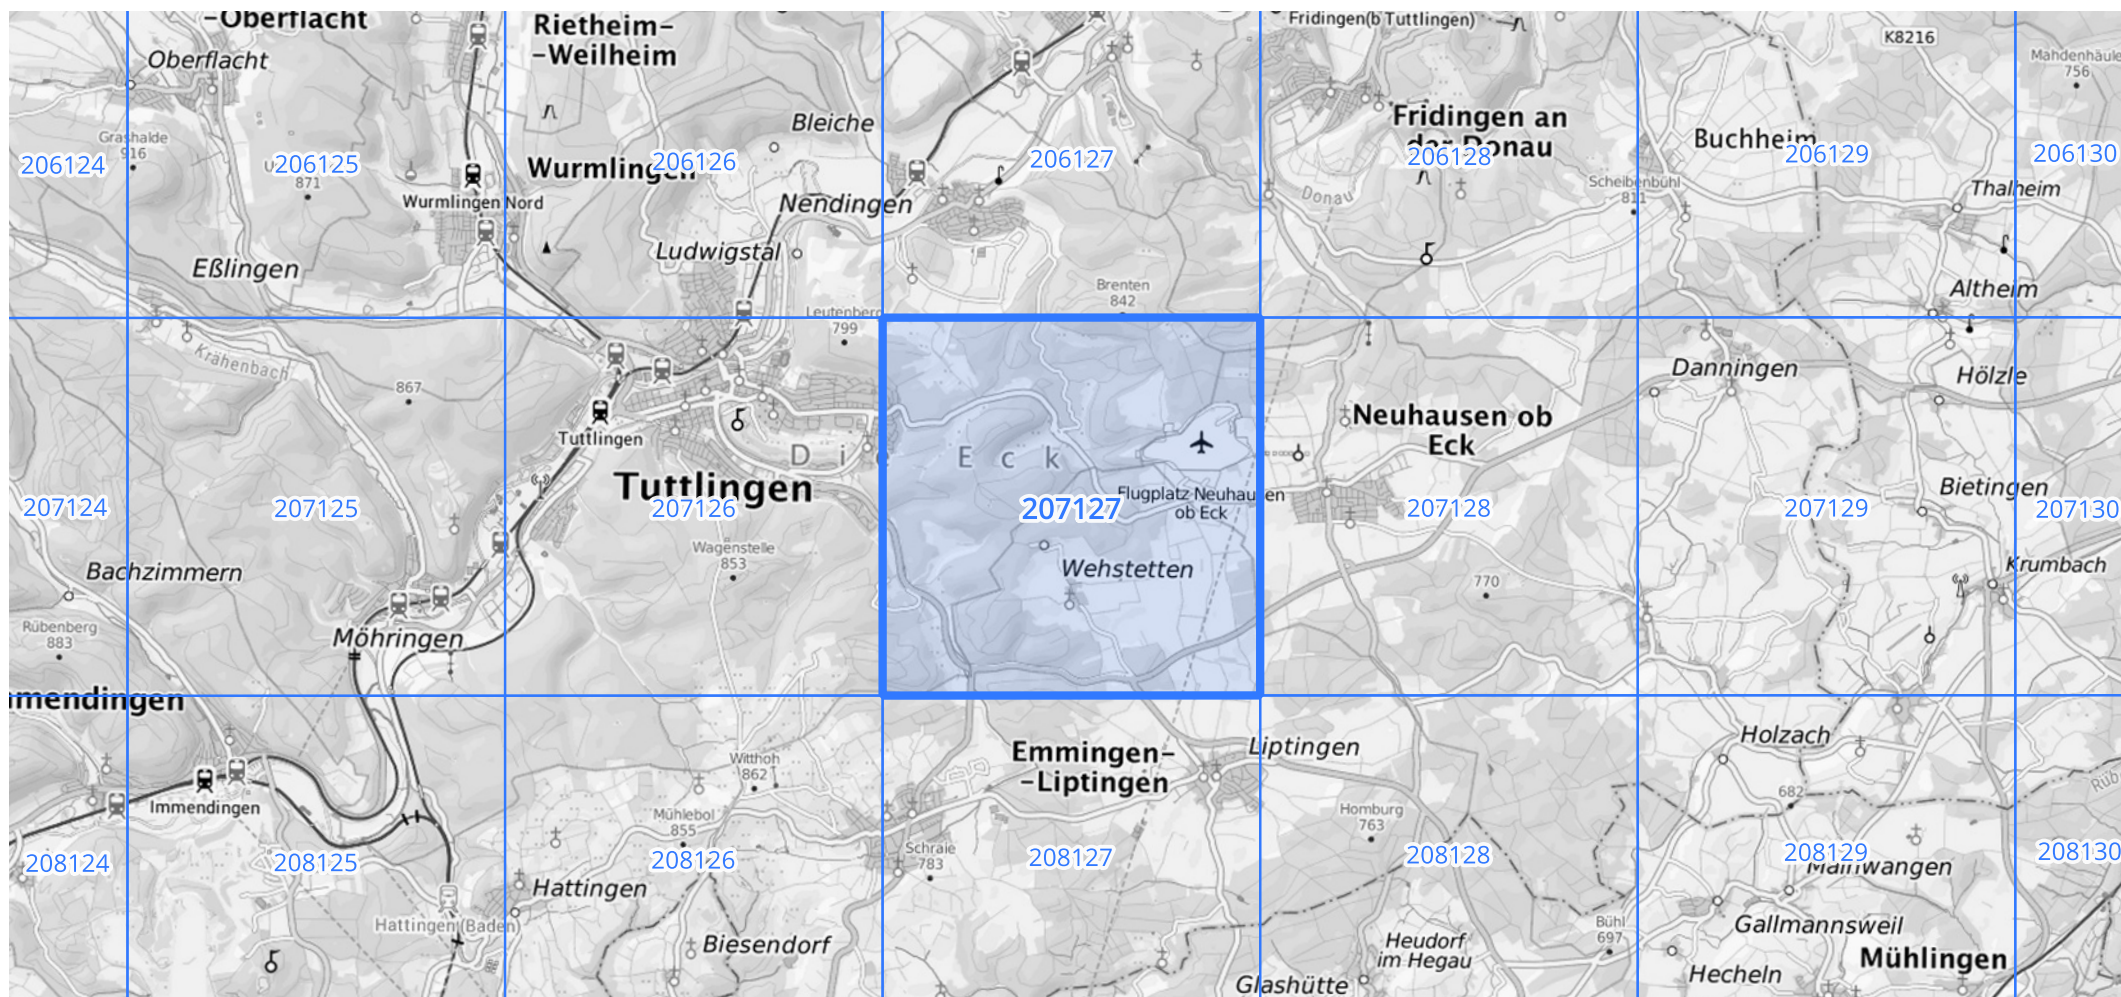 -Oberflacht
Rietheim-
-Weilheim
Fridingen(b Tuttlingen)
K8216
Oberflacht
Mahdenhäule
756
Bleiche
Fridingen an
der Donau
Buchheim
Grashalde
916
206124
206125
871
Wurmlingen
206126
206127
206128
206129
206130
Wurmlingen Nord
Nendingen
Donau
Scheibenbühl
811
Thalheim
Eßlingen
Ludwigstal
Brenten
842
Altheim
Leutenberg
799
Krähenbach
867
Danningen
Hölzle
Neuhausen ob
Eck
Tuttlingen
D i e
E c k
Tuttlingen
Flugplatz Neuhausen
ob Eck
Bietingen
207124
207125
207126
207127
207128
207129
207130
Wagenstelle
853
Bachzimmern
Wehstetten
770
Krumbach
Rübenberg
883
Möhringen
mmendingen
Holzach
Emmingen-
-Liptingen
Liptingen
Witthoh
862
682
Rüb
Immendingen
Mühlebol
855
Homburg
763
Schraie
783
208124
208125
208126
208127
208128
208129
208130
Mainwangen
Hattingen
Hattingen(Baden)
Gallmannsweil
Bühl
697
Biesendorf
Heudorf
im Hegau
Mühlingen
Hecheln
Glashütte